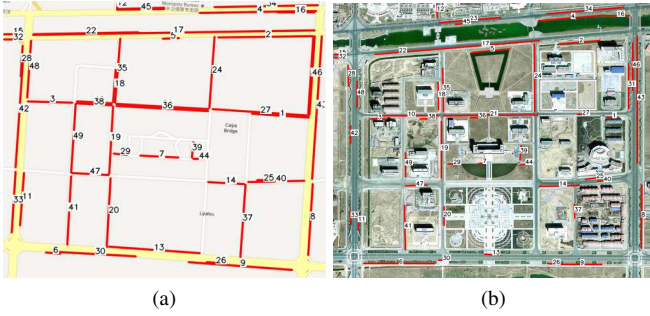 12 45 4 34 16
15 32 22 17 5 2
28 48 35 18 24 46
3 38 36 27 1 43
42 19
49 Caiyu Bridge
29 7 39 44
47 14 25 40
33 11 41 20 Liyalou 37 8
6 30 13 26 9
12 45 23 34 4 16
15 32 22 17 5 2
28 48 35 18 24 46 31
3 10 38 36 21 27 1 43
42 19
49 29 39 44
47 14 25 40
33 11 41 20 37 8
6 30 13 26 9
(a) (b)